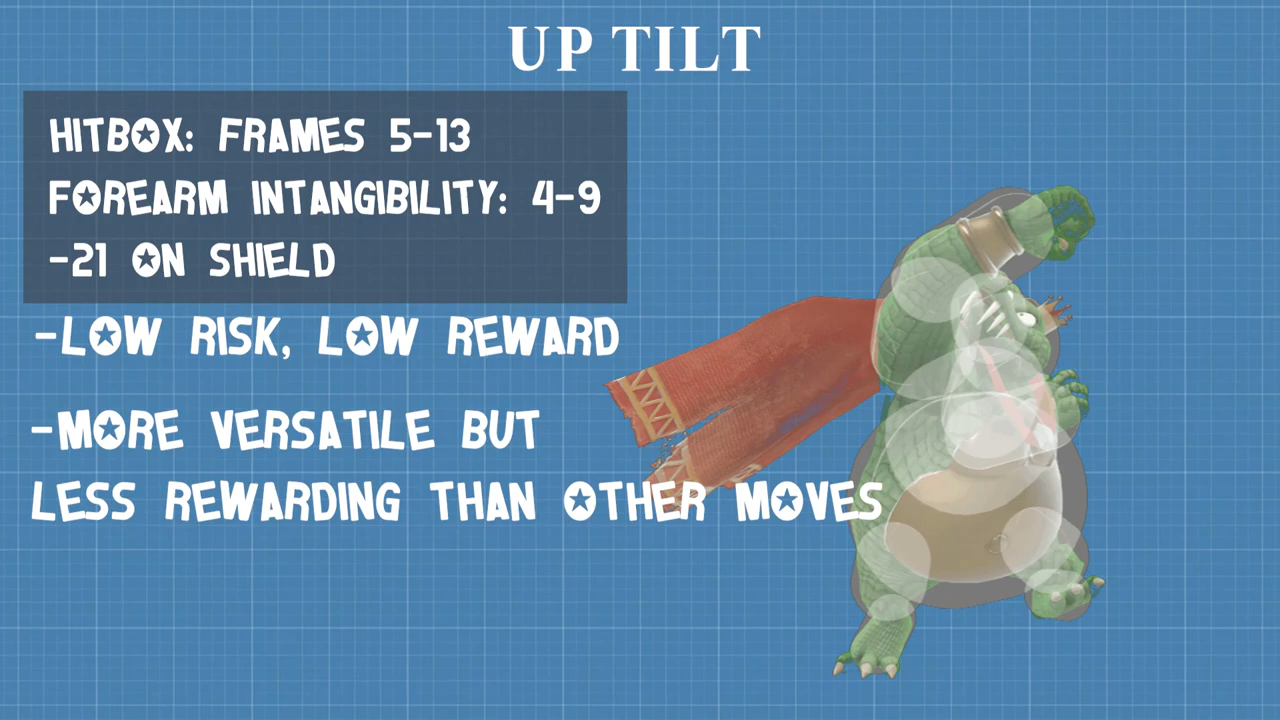 UP TILT
HITBOX: FRAMES 5-13
FOREARM INTANGIBILITY: 4-9
-21 ON SHIELD
-LOW RISK, LOW REWARD
-MORE VERSATILE BUT
LESS REWARDING THAN OTHER MOVES